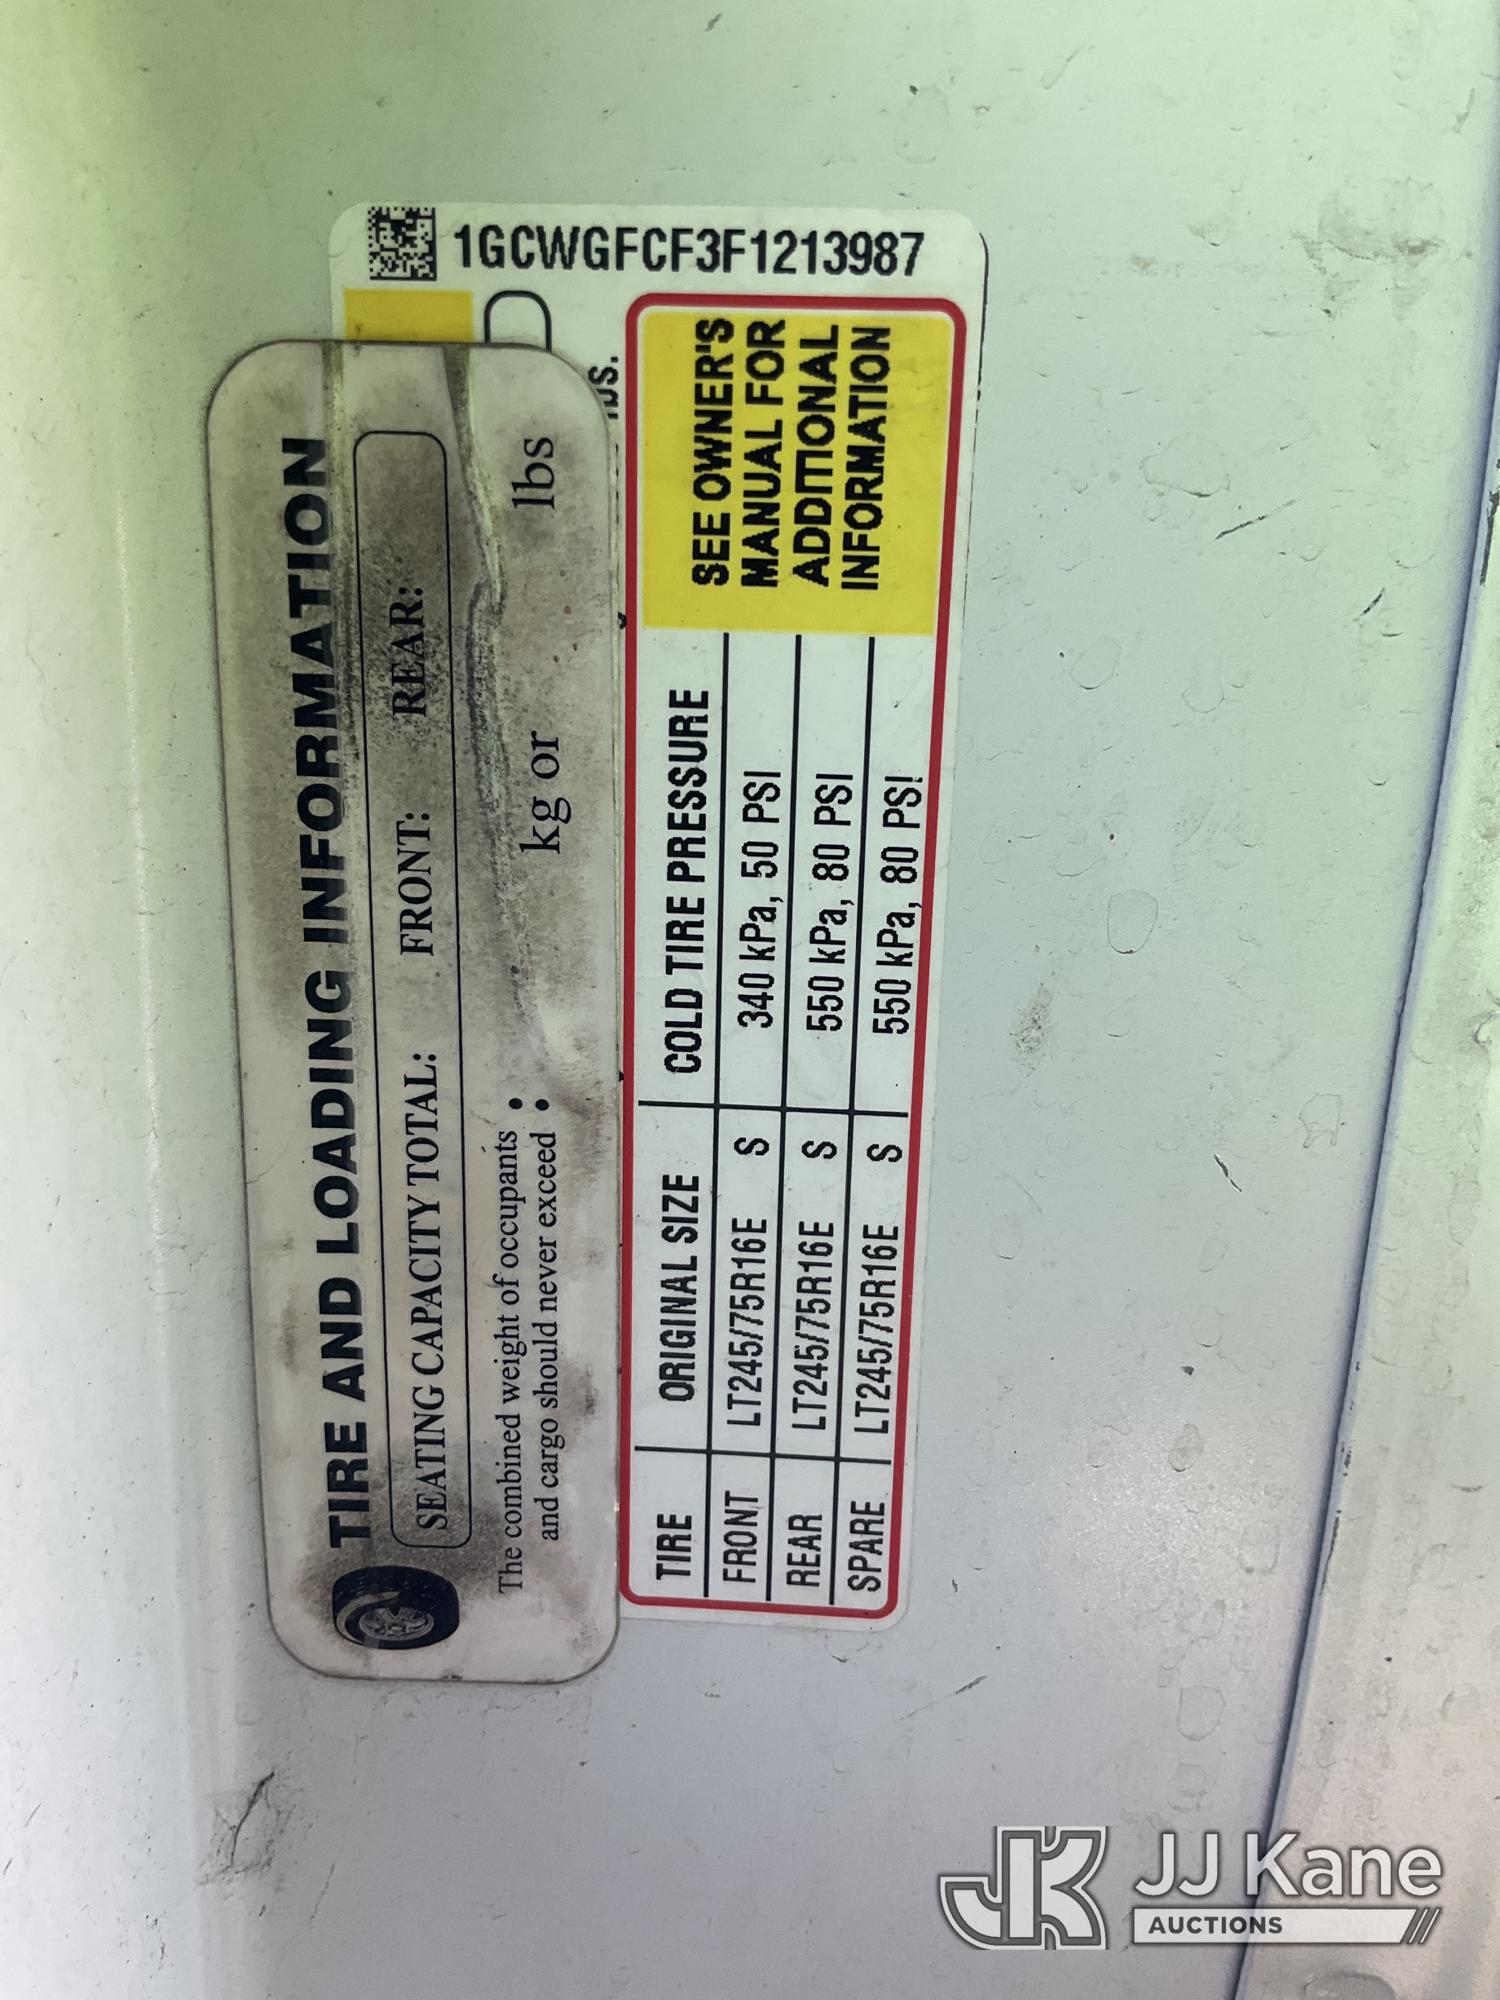 1GCWGFCF3F1213987
TIRE AND LOADING INFORMATION
SEATING CAPACITY TOTAL: FRONT: REAR:
The combined weight of occupants :
and cargo should never exceed : kg or lbs
TIRE ORIGINAL SIZE COLD TIRE PRESSURE
FRONT LT245/75R16E S 340 kPa, 50 PSI
REAR LT245/75R16E S 550 kPa, 80 PSI
SPARE LT245/75R16E S 550 kPa, 80 PSI
SEE OWNER'S
MANUAL FOR
ADDITIONAL
INFORMATION
JK JJ Kane
AUCTIONS